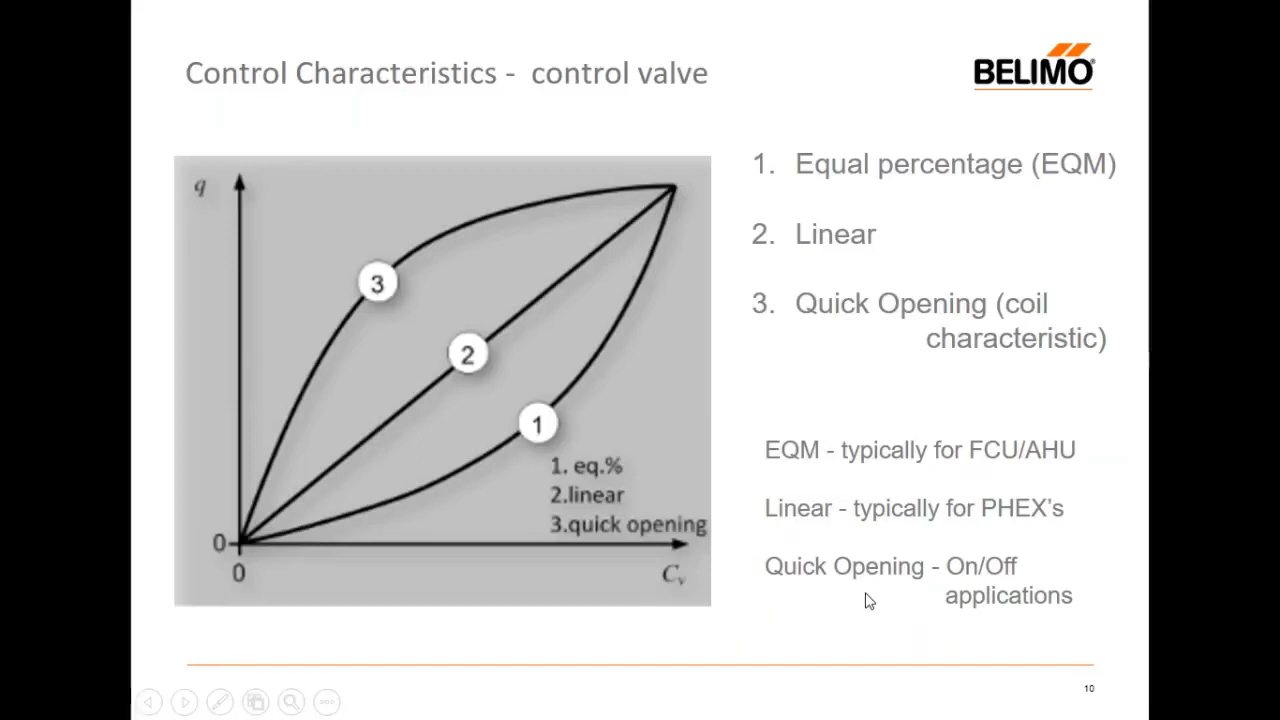 Control Characteristics - control valve
BELIMO
q
3
2
1
1. eq.%
2.linear
3.quick opening
0
0
Cv
1. Equal percentage (EQM)
2. Linear
3. Quick Opening (coil
characteristic)
EQM - typically for FCU/AHU
Linear - typically for PHEX's
Quick Opening - On/Off
applications
10